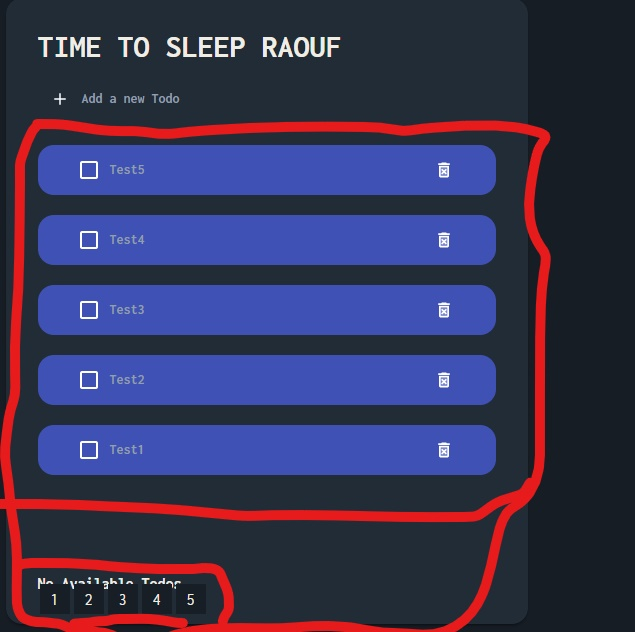 TIME TO SLEEP RAOUF
+ Add a new Todo
Test5
Test4
Test3
Test2
Test1
No Available Todos
1 2 3 4 5